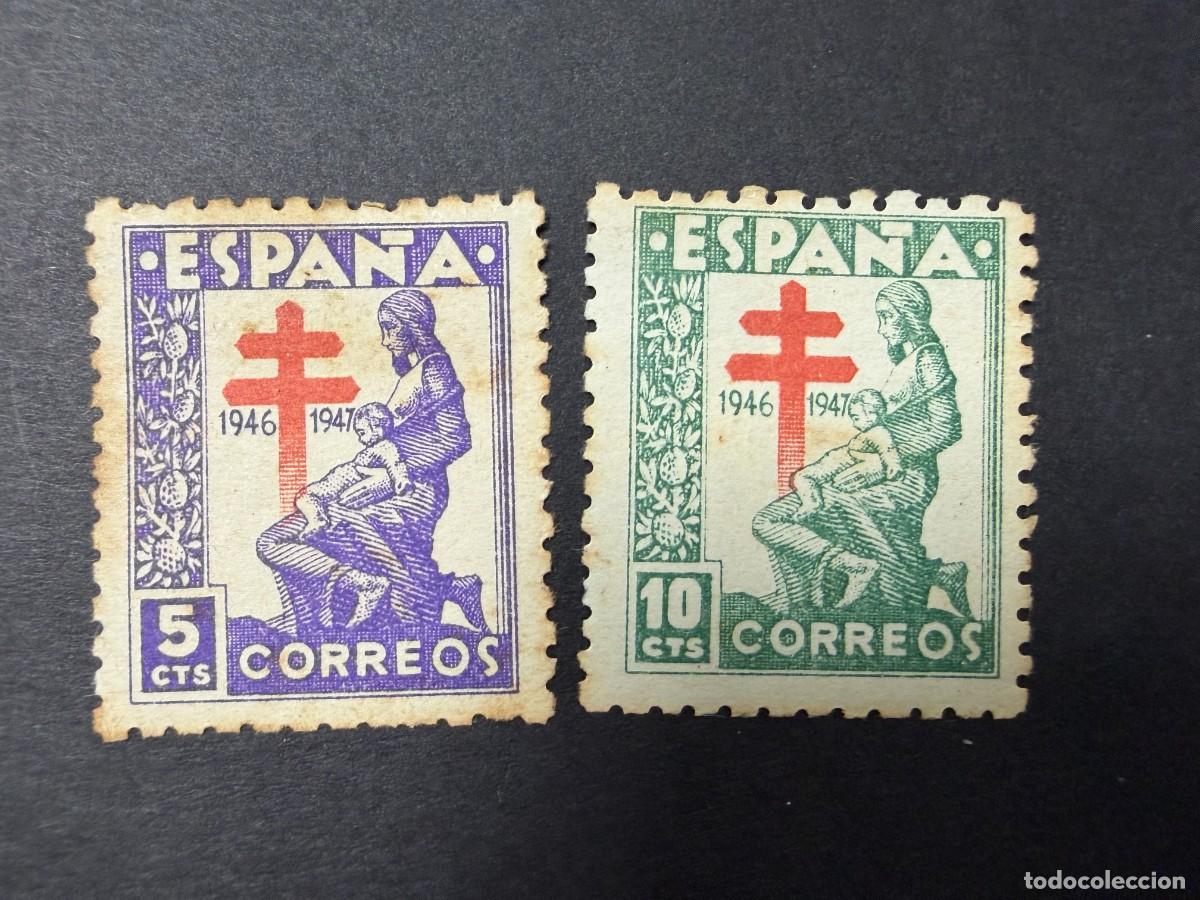 · ESPAÑA ·
1946 1947
5 CTS
CORREOS
· ESPAÑA ·
1946 1947
10 CTS
CORREOS
todocoleccion